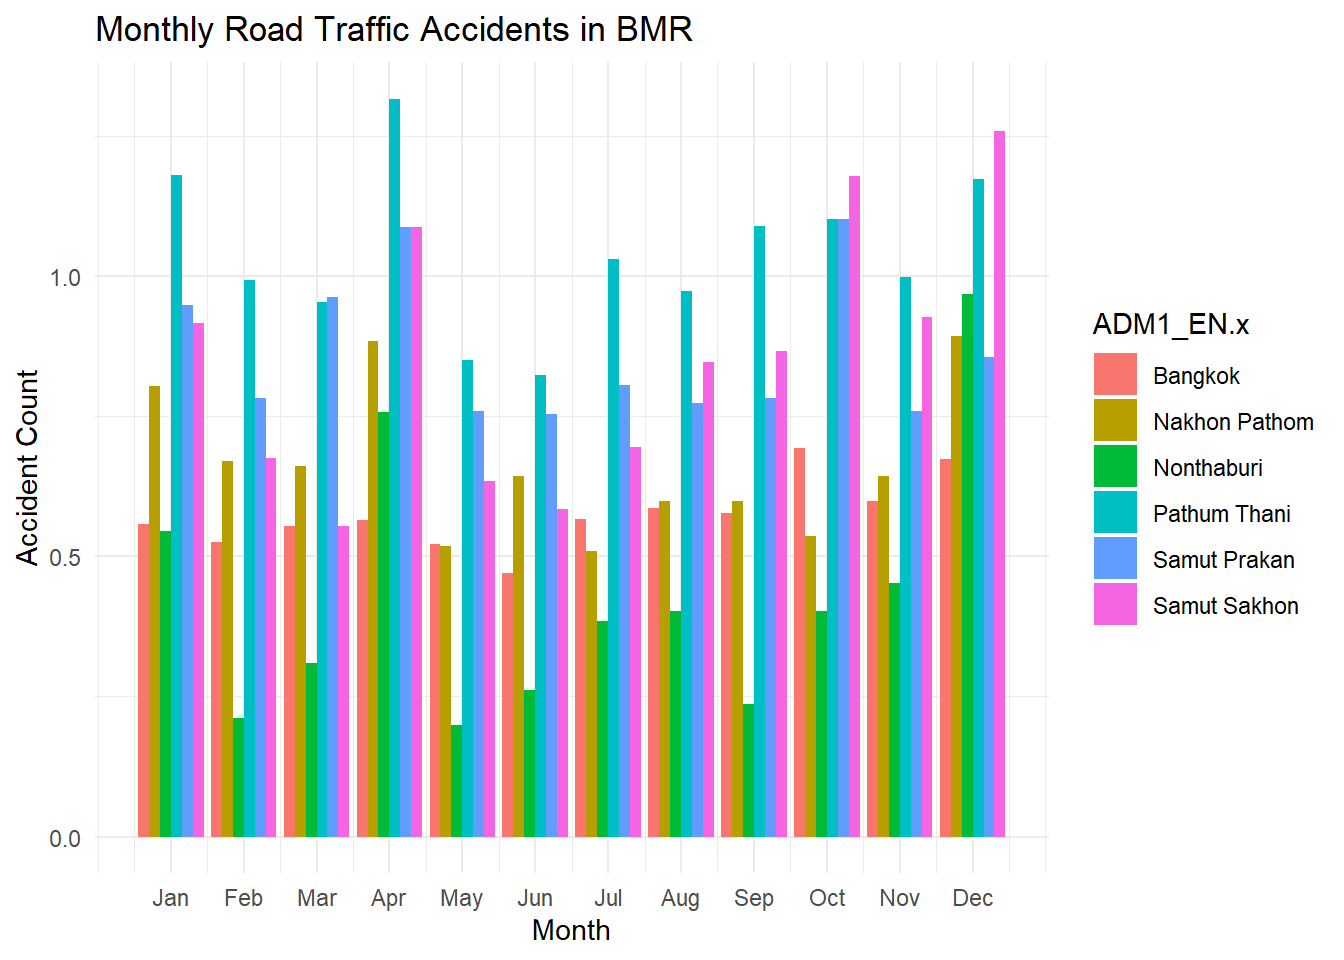 Monthly Road Traffic Accidents in BMR
Accident Count
1.0
0.5
0.0
Jan Feb Mar Apr May Jun Jul Aug Sep Oct Nov Dec
Month
ADM1_EN.x
Bangkok
Nakhon Pathom
Nonthaburi
Pathum Thani
Samut Prakan
Samut Sakhon